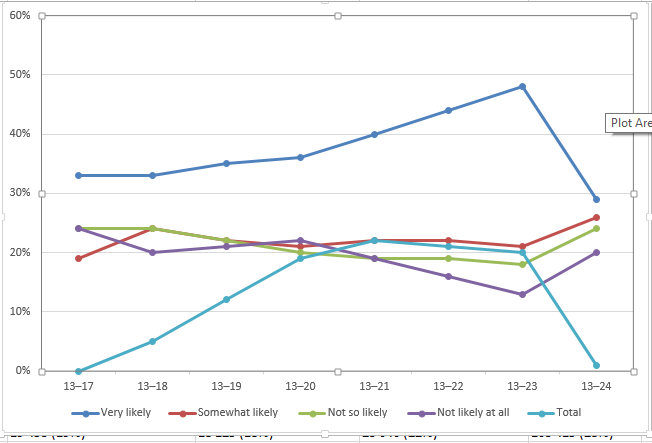 60%
50%
40%
30%
20%
10%
0%
Plot Are
13–17 13–18 13–19 13–20 13–21 13–22 13–23 13–24
Very likely Somewhat likely Not so likely Not likely at all Total